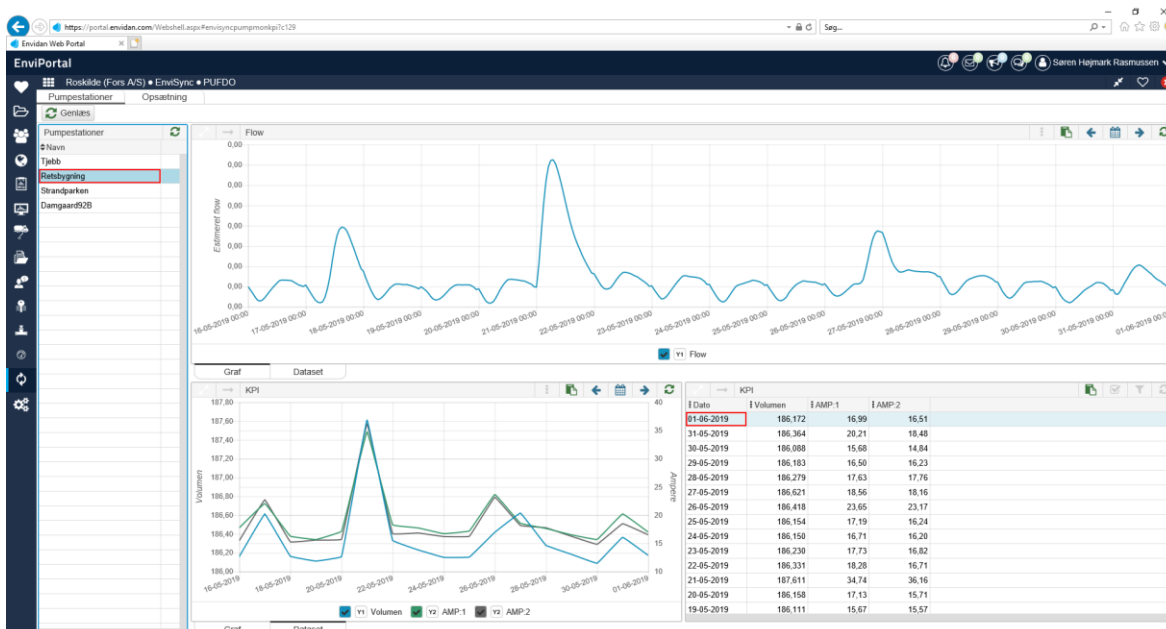 https://portal.envidan.com/Webshell.aspx#envisyncpumpmonkpi?c129
Søg...
Envidan Web Portal
EnviPortal
Søren Højmark Rasmussen
Roskilde (Fors A/S) ● EnviSync ● PUFDO
Pumpestationer Opsætning
Genlæs
Pumpestationer
Navn
Tjebb
Retsbygning
Strandparken
Damgaard92B
Flow
Estimeret flow
0,00
0,00
0,00
0,00
0,00
0,00
0,00
0,00
0,00
16-05-2019 00:00 17-05-2019 00:00 18-05-2019 00:00 19-05-2019 00:00 20-05-2019 00:00 21-05-2019 00:00 22-05-2019 00:00 23-05-2019 00:00 24-05-2019 00:00 25-05-2019 00:00 26-05-2019 00:00 27-05-2019 00:00 28-05-2019 00:00 29-05-2019 00:00 30-05-2019 00:00 31-05-2019 00:00 01-06-2019 00:00
Y1 Flow
Graf Dataset
KPI
Volumen
187,80
187,60
187,40
187,20
187,00
186,80
186,60
186,40
186,20
186,00
40
35
30
25
20
15
10
Ampere
16-05-2019 18-05-2019 20-05-2019 22-05-2019 24-05-2019 26-05-2019 28-05-2019 30-05-2019 01-06-2019
Y1 Volumen Y2 AMP:1 Y2 AMP:2
Graf Dataset
KPI
Dato Volumen AMP:1 AMP:2
01-06-2019 186,172 16,99 16,51
31-05-2019 186,364 20,21 18,48
30-05-2019 186,088 15,68 14,84
29-05-2019 186,183 16,50 16,23
28-05-2019 186,279 17,63 17,76
27-05-2019 186,621 18,56 18,16
26-05-2019 186,418 23,65 23,17
25-05-2019 186,154 17,19 16,24
24-05-2019 186,150 16,71 16,20
23-05-2019 186,230 17,73 16,82
22-05-2019 186,331 18,28 16,71
21-05-2019 187,611 34,74 36,16
20-05-2019 186,158 17,13 15,71
19-05-2019 186,111 15,67 15,57